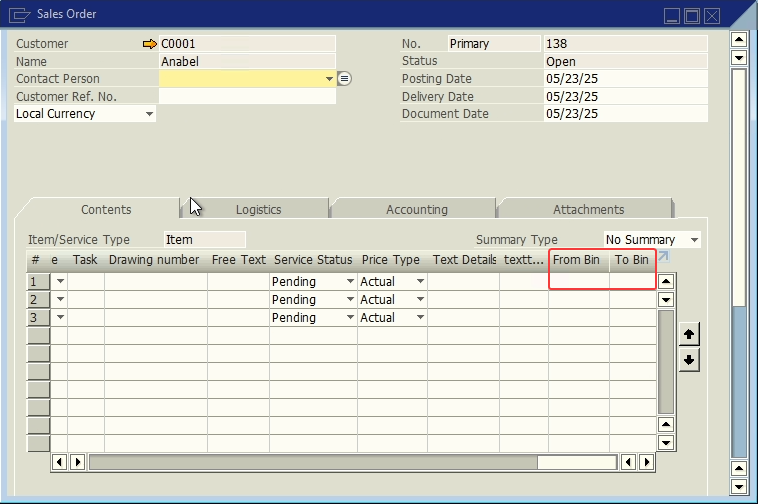 Sales Order
Customer C0001 No. Primary 138
Name Anabel Status Open
Contact Person Posting Date 05/23/25
Customer Ref. No. Delivery Date 05/23/25
Local Currency Document Date 05/23/25
Contents Logistics Accounting Attachments
Item/Service Type Item Summary Type No Summary
# e Task Drawing number Free Text Service Status Price Type Text Details textt... From Bin To Bin
1 Pending Actual
2 Pending Actual
3 Pending Actual